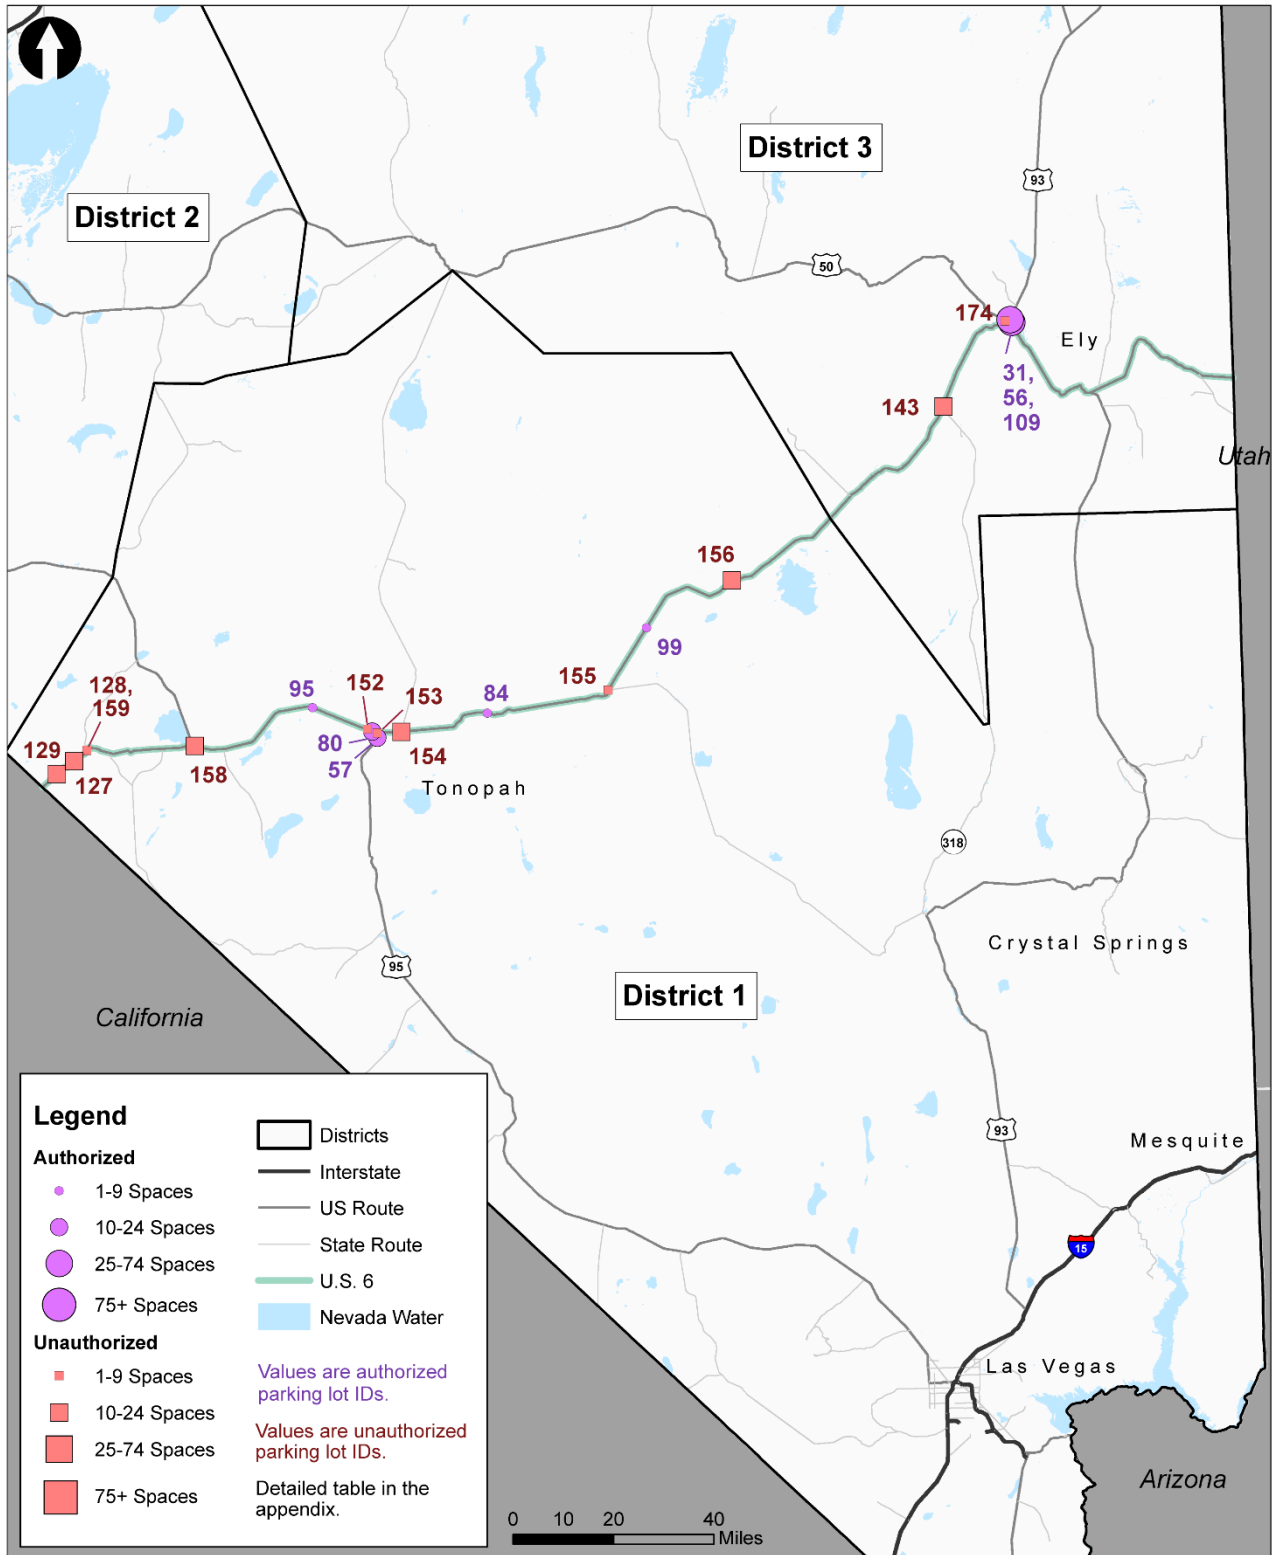 District 3
93
District 2
50
174
Ely
31,
56,
109
143
Utah
156
99
155
128,
159
95
152
153
84
129
80
154
127
158
57
Tonopah
318
Crystal Springs
95
District 1
California
93
Mesquite
15
Las Vegas
Arizona
Legend
Authorized
1-9 Spaces
10-24 Spaces
25-74 Spaces
75+ Spaces
Unauthorized
1-9 Spaces
10-24 Spaces
25-74 Spaces
75+ Spaces
Districts
Interstate
US Route
State Route
U.S. 6
Nevada Water
Values are authorized
parking lot IDs.
Values are unauthorized
parking lot IDs.
Detailed table in the
appendix.
0 10 20 40
Miles